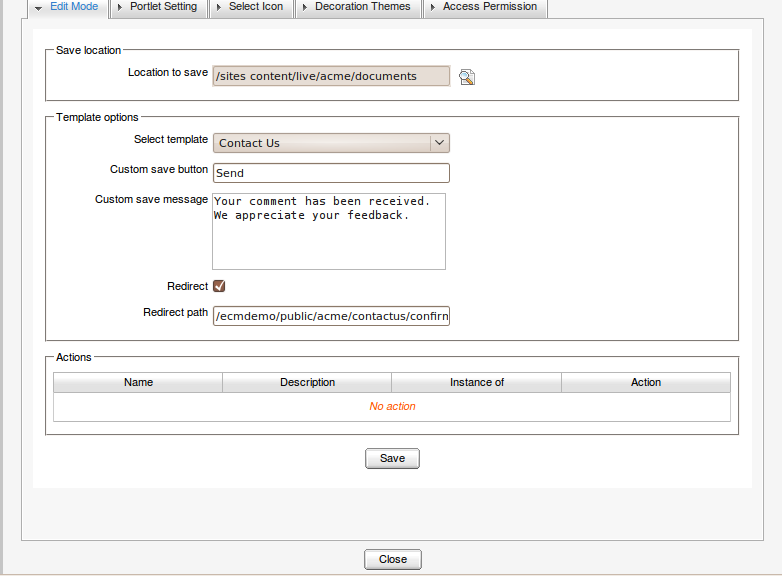 Edit Mode Portlet Setting Select Icon Decoration Themes Access Permission
Save location
Location to save /sites content/live/acme/documents
Template options
Select template Contact Us
Custom save button Send
Custom save message Your comment has been received.
We appreciate your feedback.
Redirect
Redirect path /ecmdemo/public/acme/contactus/confirm
Actions
Name Description Instance of Action
No action
Save
Close